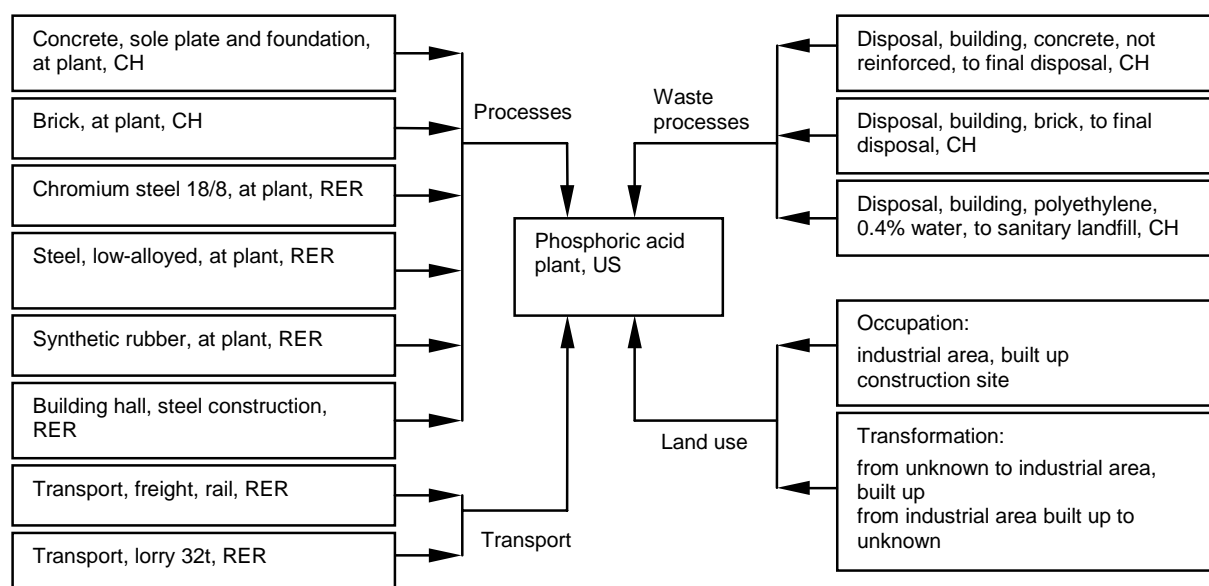 Concrete, sole plate and foundation,
at plant, CH
Brick, at plant, CH
Chromium steel 18/8, at plant, RER
Steel, low-alloyed, at plant, RER
Synthetic rubber, at plant, RER
Building hall, steel construction,
RER
Transport, freight, rail, RER
Transport, lorry 32t, RER
Processes
Transport
Phosphoric acid
plant, US
Waste
processes
Land use
Disposal, building, concrete, not
reinforced, to final disposal, CH
Disposal, building, brick, to final
disposal, CH
Disposal, building, polyethylene,
0.4% water, to sanitary landfill, CH
Occupation:
industrial area, built up
construction site
Transformation:
from unknown to industrial area,
built up
from industrial area built up to
unknown